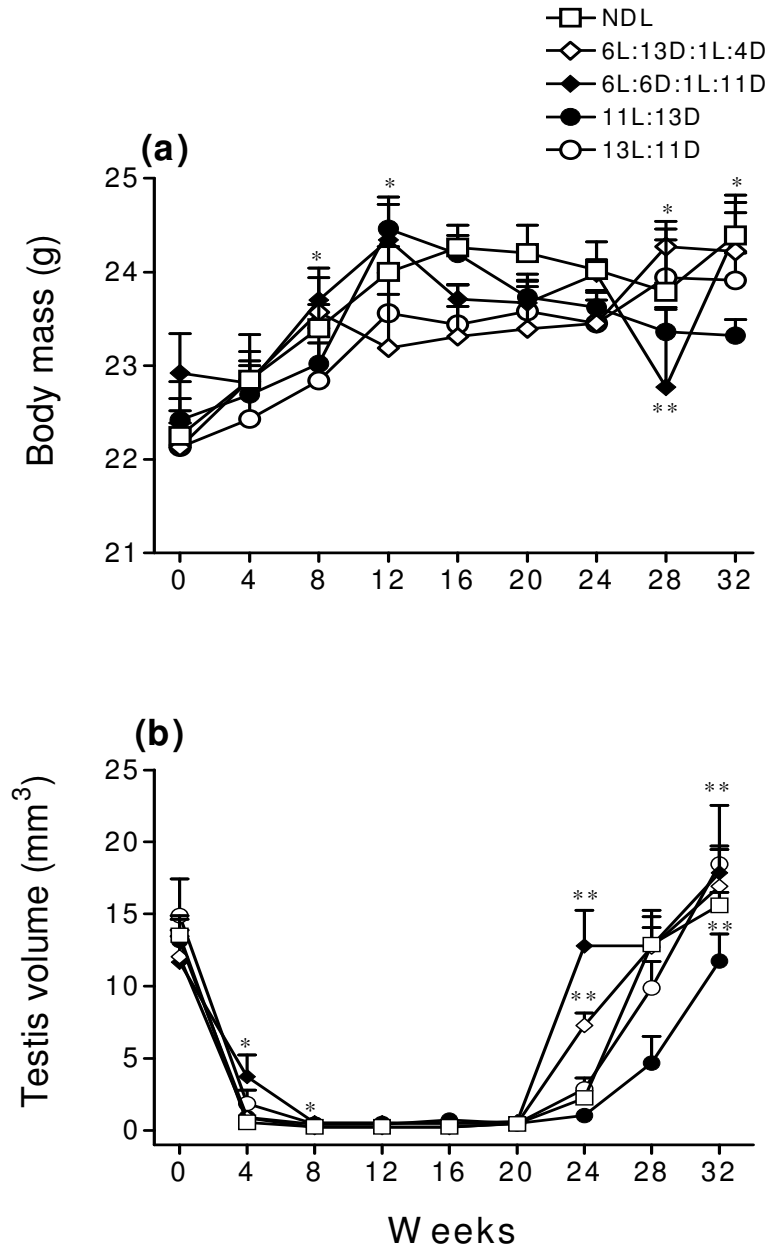 NDL
6L:13D:1L:4D
6L:6D:1L:11D
11L:13D
13L:11D
(a)
Body mass (g)
25
24
23
22
21
*
*
*
*
**
0 4 8 12 16 20 24 28 32
(b)
Testis volume (mm³)
25
20
15
10
5
0
*
*
**
**
**
**
0 4 8 12 16 20 24 28 32
Weeks